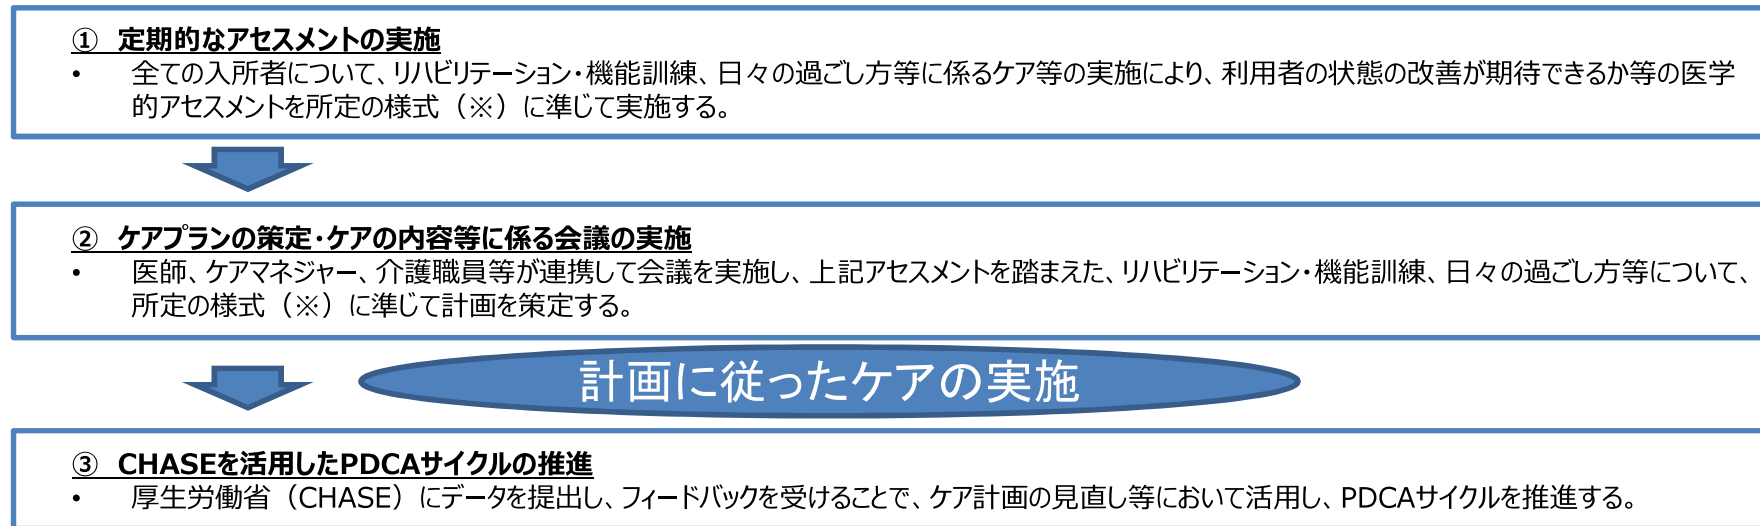 ① 定期的なアセスメントの実施
• 全ての入所者について、リハビリテーション・機能訓練、日々の過ごし方等に係るケア等の実施により、利用者の状態の改善が期待できるか等の医学
的アセスメントを所定の様式（※）に準じて実施する。
② ケアプランの策定・ケアの内容等に係る会議の実施
• 医師、ケアマネジャー、介護職員等が連携して会議を実施し、上記アセスメントを踏まえた、リハビリテーション・機能訓練、日々の過ごし方等について、
所定の様式（※）に準じて計画を策定する。
計画に従ったケアの実施
③ CHASEを活用したPDCAサイクルの推進
• 厚生労働省（CHASE）にデータを提出し、フィードバックを受けることで、ケア計画の見直し等において活用し、PDCAサイクルを推進する。